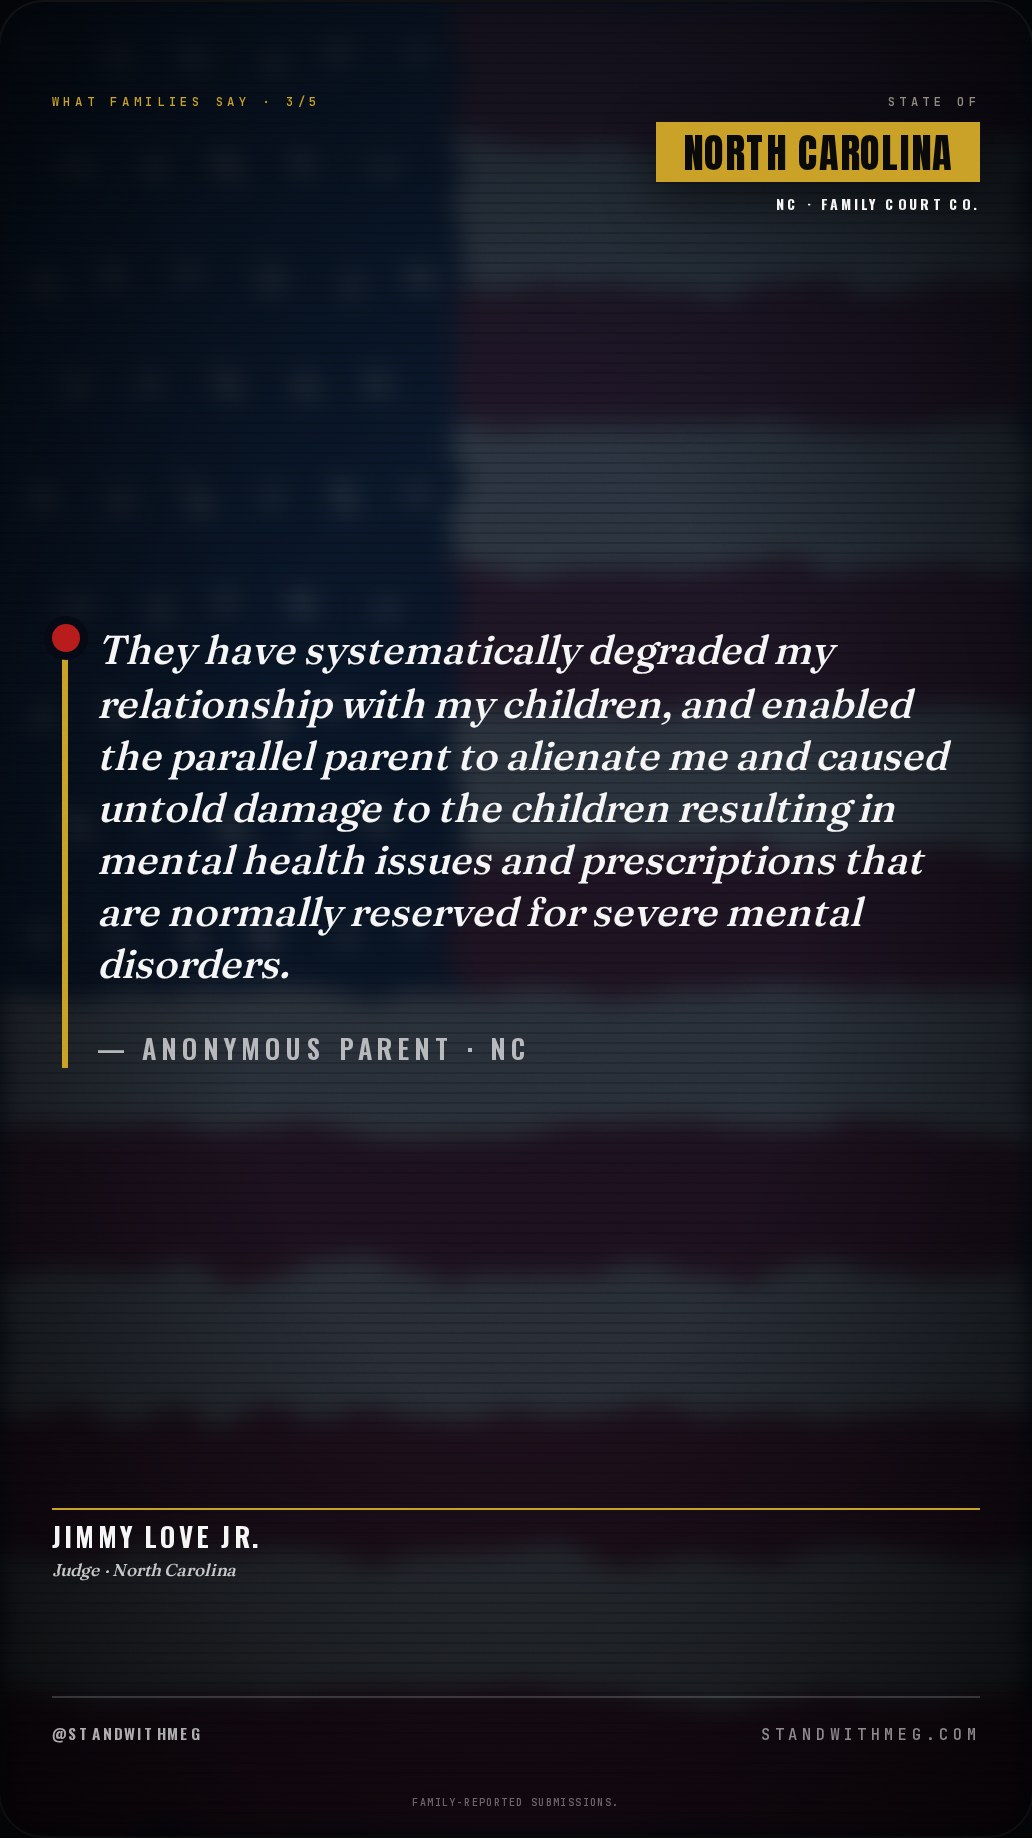 WHAT FAMILIES SAY · 3/5
STATE OF
NORTH CAROLINA
NC · FAMILY COURT CO.
They have systematically degraded my
relationship with my children, and enabled
the parallel parent to alienate me and caused
untold damage to the children resulting in
mental health issues and prescriptions that
are normally reserved for severe mental
disorders.
— ANONYMOUS PARENT · NC
JIMMY LOVE JR.
Judge · North Carolina
@STANDWITHMEG
STANDWITHMEG.COM
FAMILY-REPORTED SUBMISSIONS.